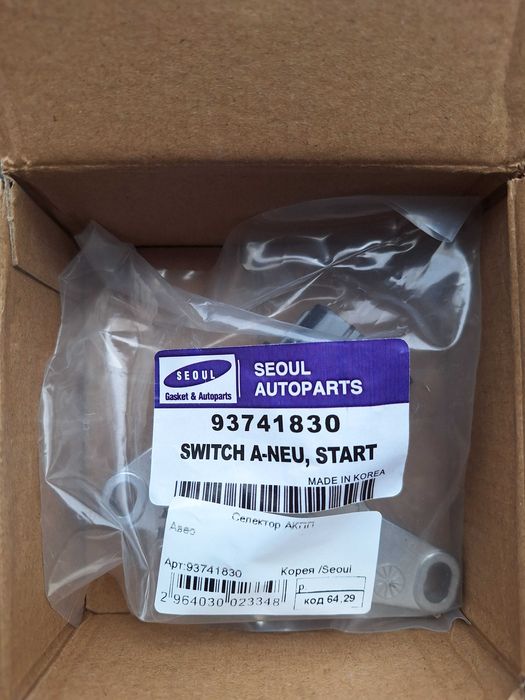 SEOUL
Gasket & Autoparts
SEOUL
AUTOPARTS
93741830
SWITCH A-NEU, START
MADE IN KOREA
Селектор АКПП
Авео
Арт:93741830
Корея /Seoul
р
код 64,29
2 964030 023348